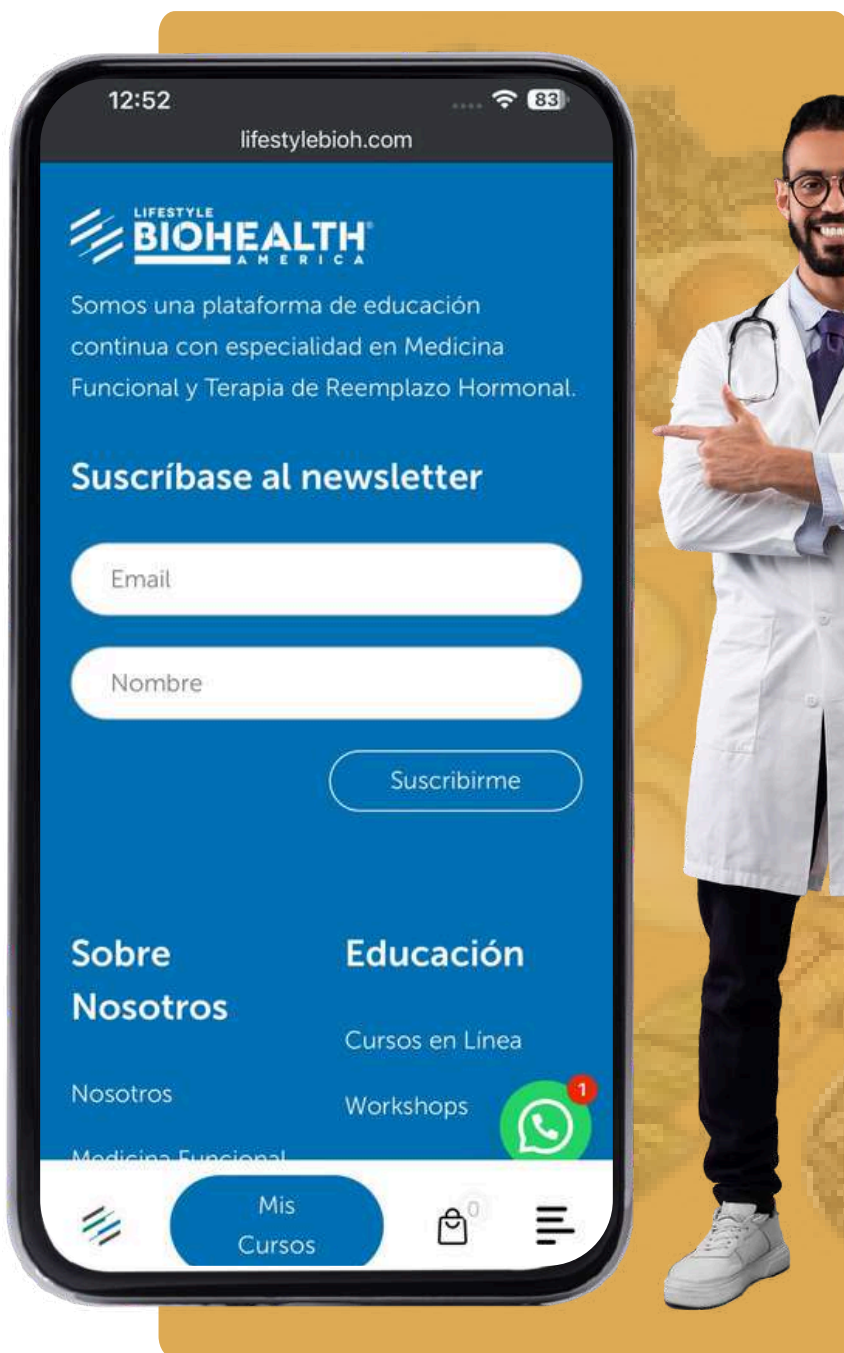 12:52
83
lifestylebioh.com
LIFESTYLE
BIOHEALTH®
AMERICA
Somos una plataforma de educación
continua con especialidad en Medicina
Funcional y Terapia de Reemplazo Hormonal.
Suscríbase al newsletter
Email
Nombre
Suscribirme
Sobre
Nosotros
Nosotros
Medicina Funcional
Educación
Cursos en Línea
Workshops
1
Mis
Cursos
0